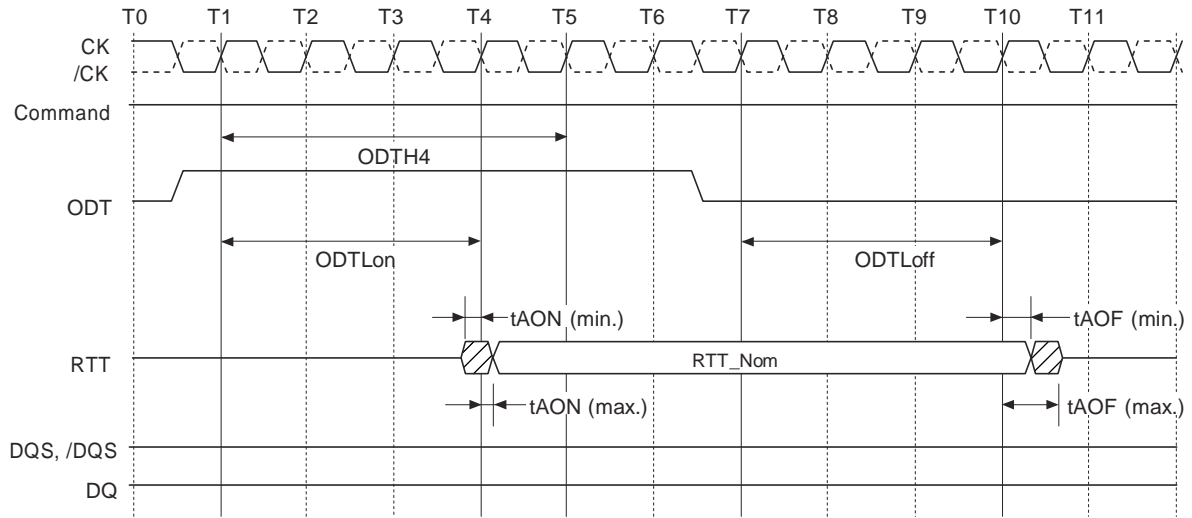 T0 T1 T2 T3 T4 T5 T6 T7 T8 T9 T10 T11
CK
/CK
Command
ODTH4
ODT
ODTLon
ODTLoff
tAON (min.)
tAOF (min.)
RTT
RTT_Nom
tAON (max.)
tAOF (max.)
DQS, /DQS
DQ